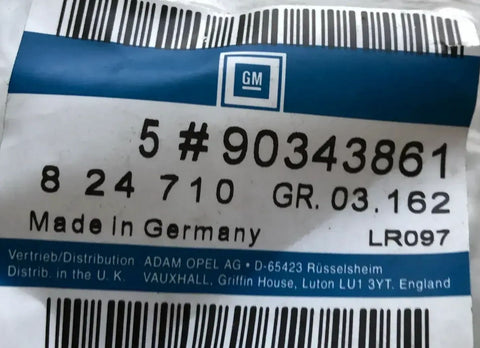 GM
5 # 90343861
8 24 710 GR. 03.162
Made in Germany LR097
Vertrieb/Distribution ADAM OPEL AG • D-65423 Rüsselsheim
Distrib. in the U. K. VAUXHALL, Griffin House, Luton LU1 3YT. England